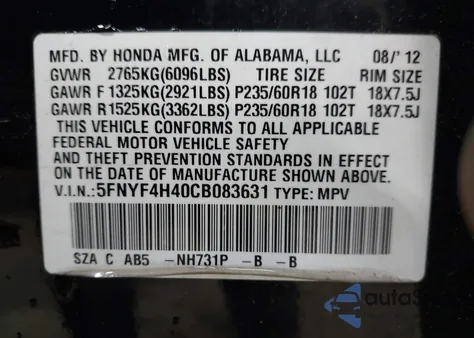 MFD. BY HONDA MFG. OF ALABAMA, LLC 08/'12
GVWR 2765KG(6096LBS) TIRE SIZE RIM SIZE
GAWR F 1325KG(2921LBS) P235/60R18 102T 18X7.5J
GAWR R 1525KG(3362LBS) P235/60R18 102T 18X7.5J
THIS VEHICLE CONFORMS TO ALL APPLICABLE
FEDERAL MOTOR VEHICLE SAFETY
AND THEFT PREVENTION STANDARDS IN EFFECT
ON THE DATE OF MANUFACTURE SHOWN ABOVE.
V.I.N.: 5FNYF4H40CB083631 TYPE: MPV
SZA C AB5 -NH731P -B -B